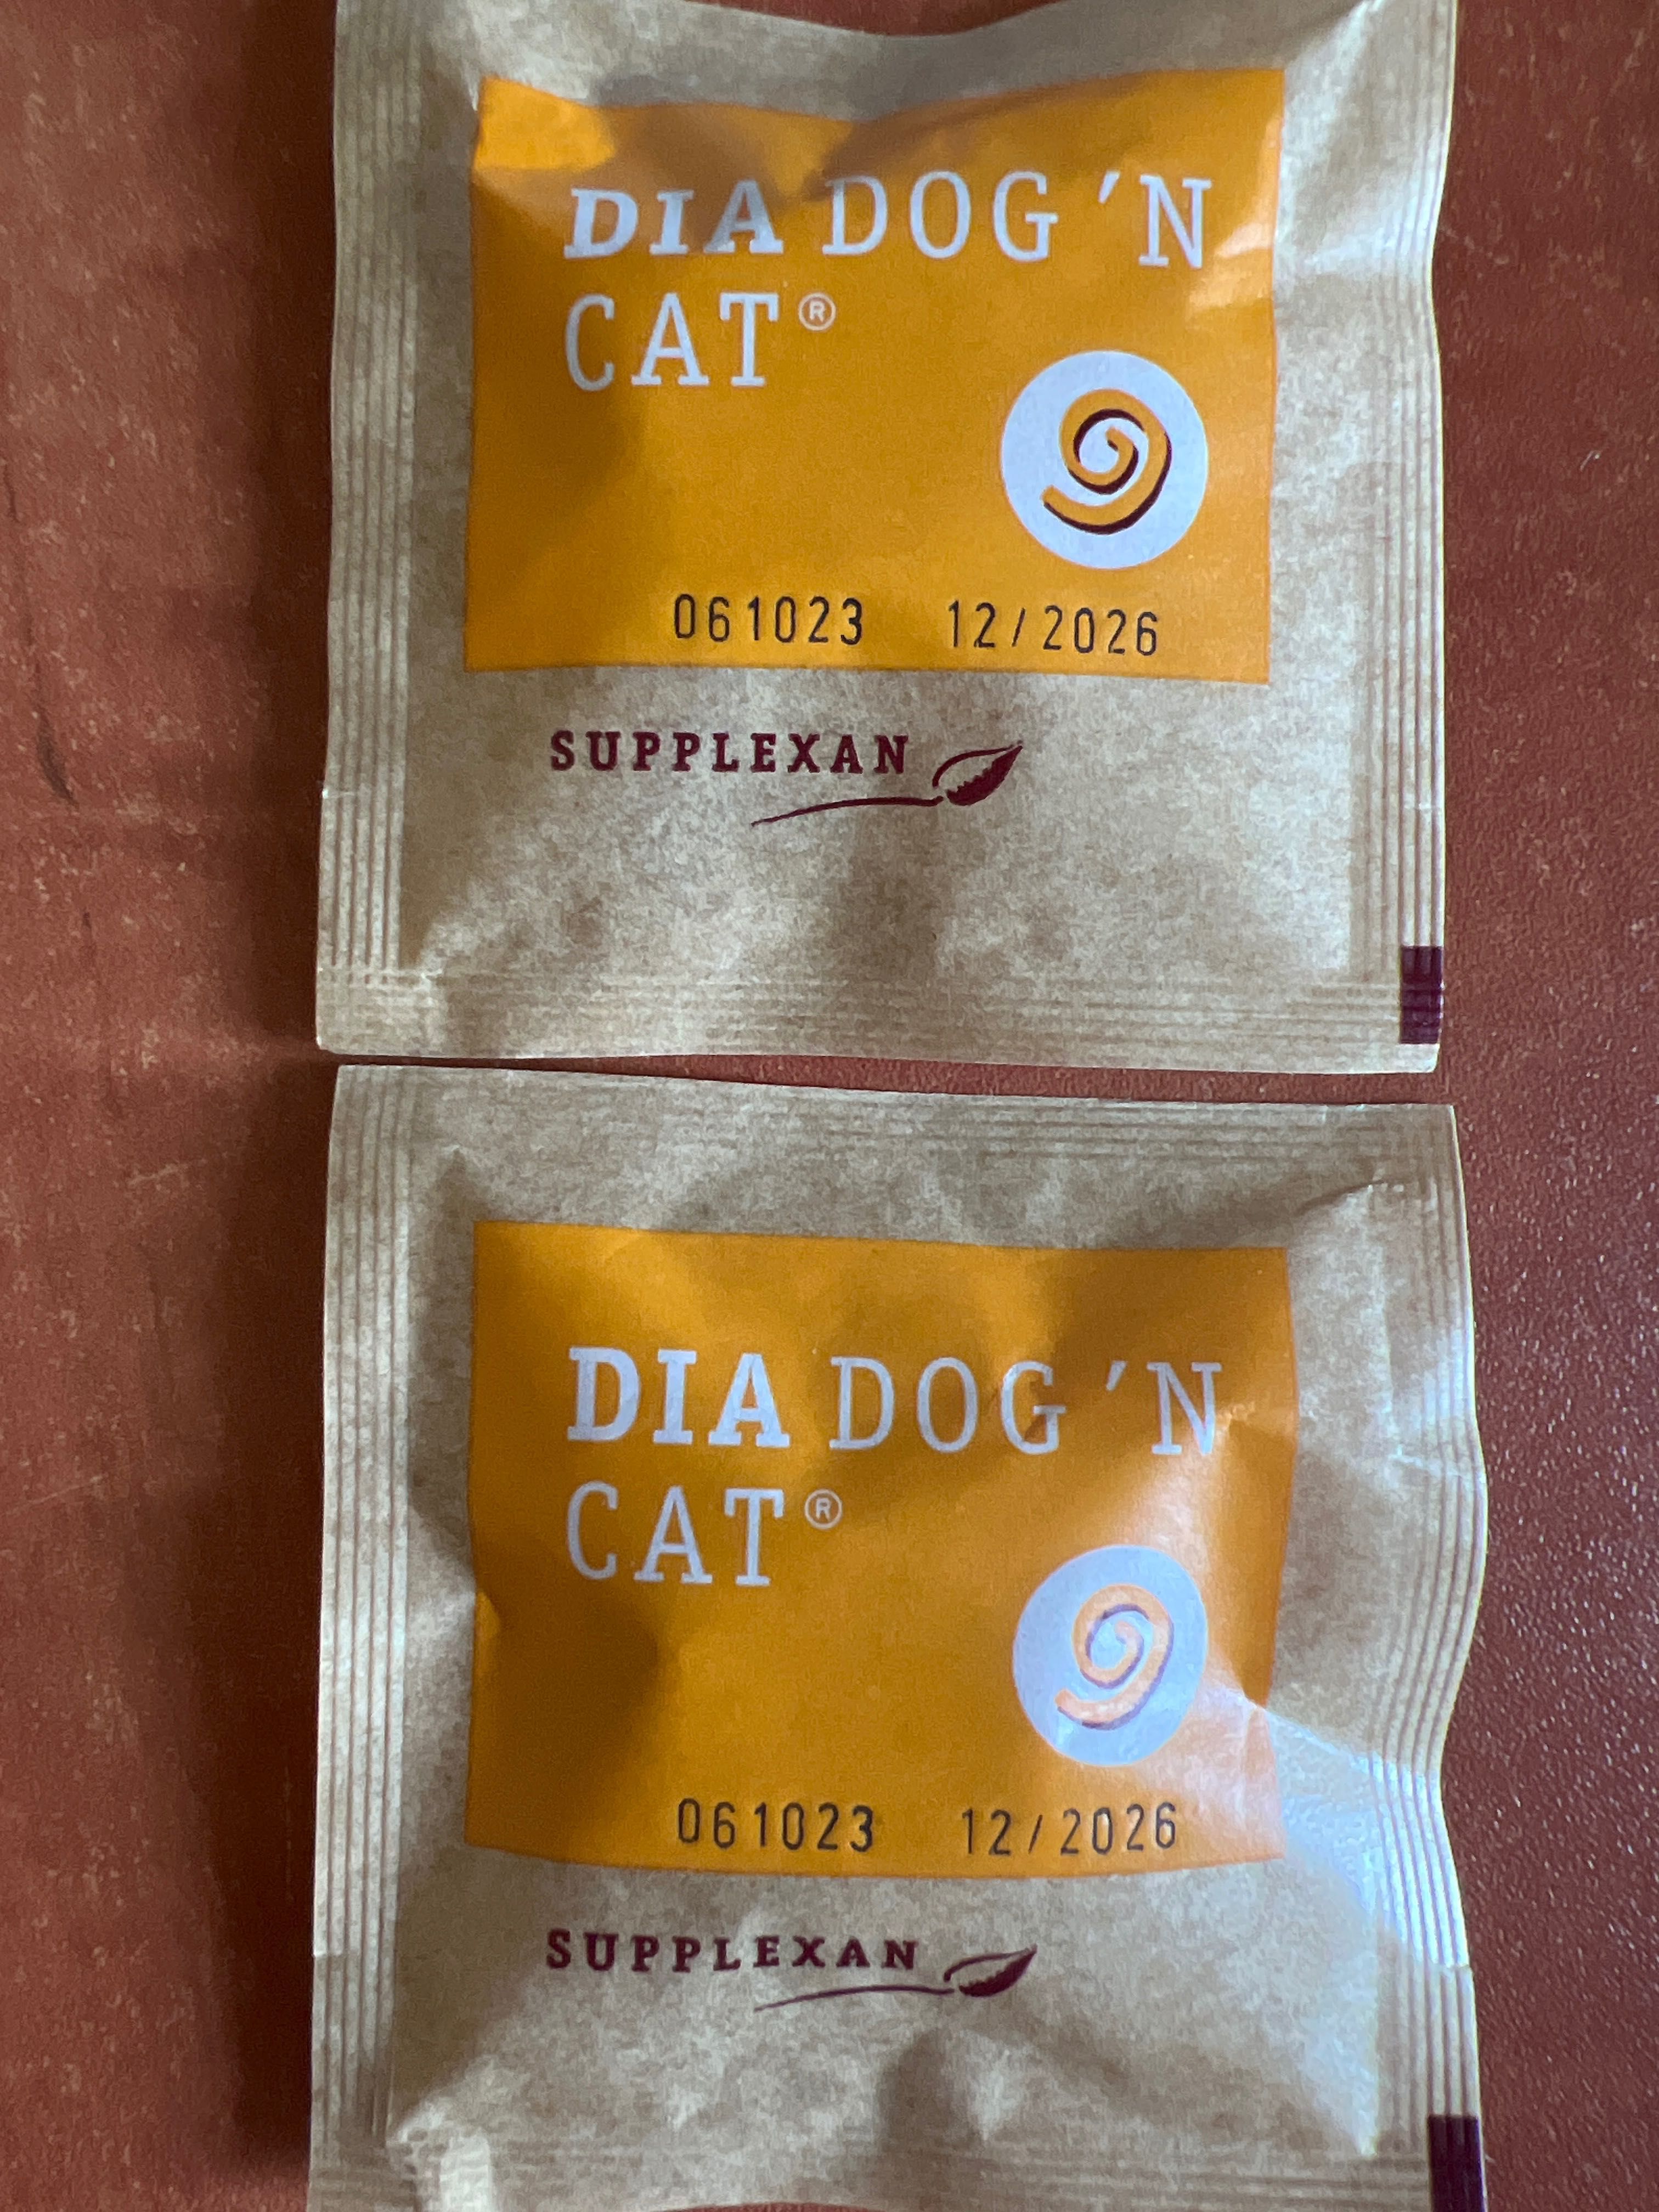 DIA DOG 'N
CAT®
061023 12/2026
SUPPLEXAN
DIA DOG 'N
CAT®
061023 12/2026
SUPPLEXAN